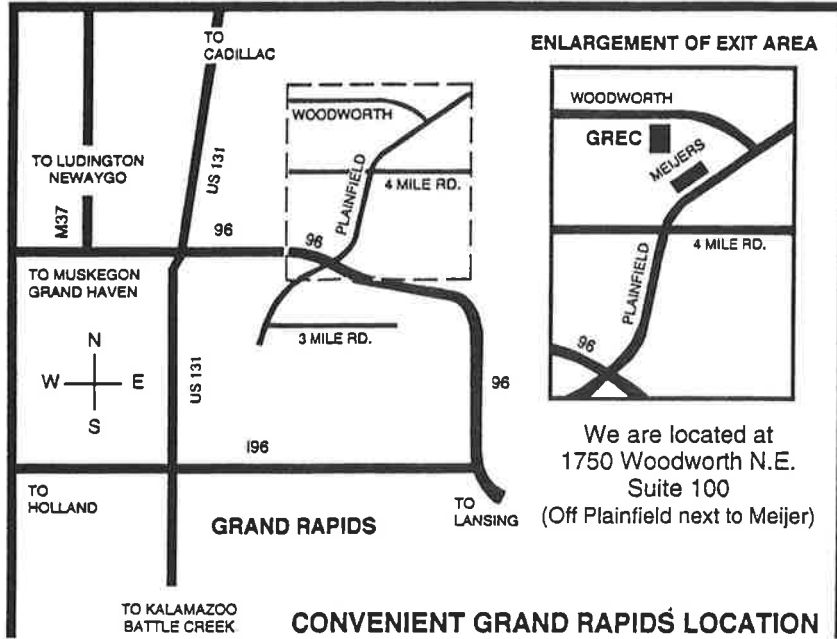 TO
CADILLAC
ENLARGEMENT OF EXIT AREA
WOODWORTH
PLAINFIELD
4 MILE RD.
TO LUDINGTON
NEWAYGO
US 131
M37
96
96
TO MUSKEGON
GRAND HAVEN
3 MILE RD.
N
W E
S
US 131
96
I96
TO
HOLLAND
GRAND RAPIDS
TO
LANSING
TO KALAMAZOO
BATTLE CREEK
WOODWORTH
GREC
MEIJERS
4 MILE RD.
PLAINFIELD
96
We are located at
1750 Woodworth N.E.
Suite 100
(Off Plainfield next to Meijer)
CONVENIENT GRAND RAPIDS LOCATION